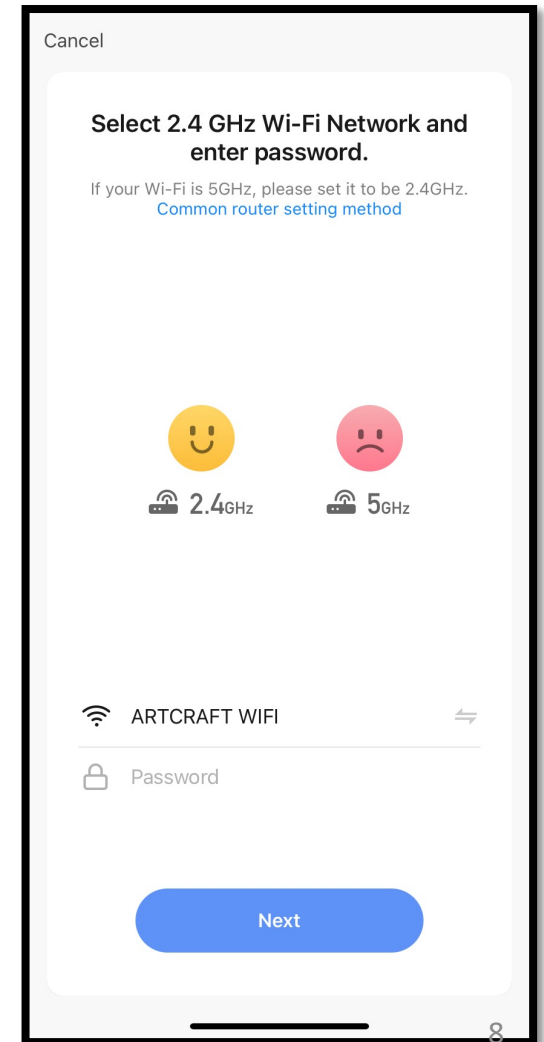 Cancel
Select 2.4 GHz Wi-Fi Network and
enter password.
If your Wi-Fi is 5GHz, please set it to be 2.4GHz.
Common router setting method
2.4GHz 5GHz
ARTCRAFT WIFI
Password
Next
8